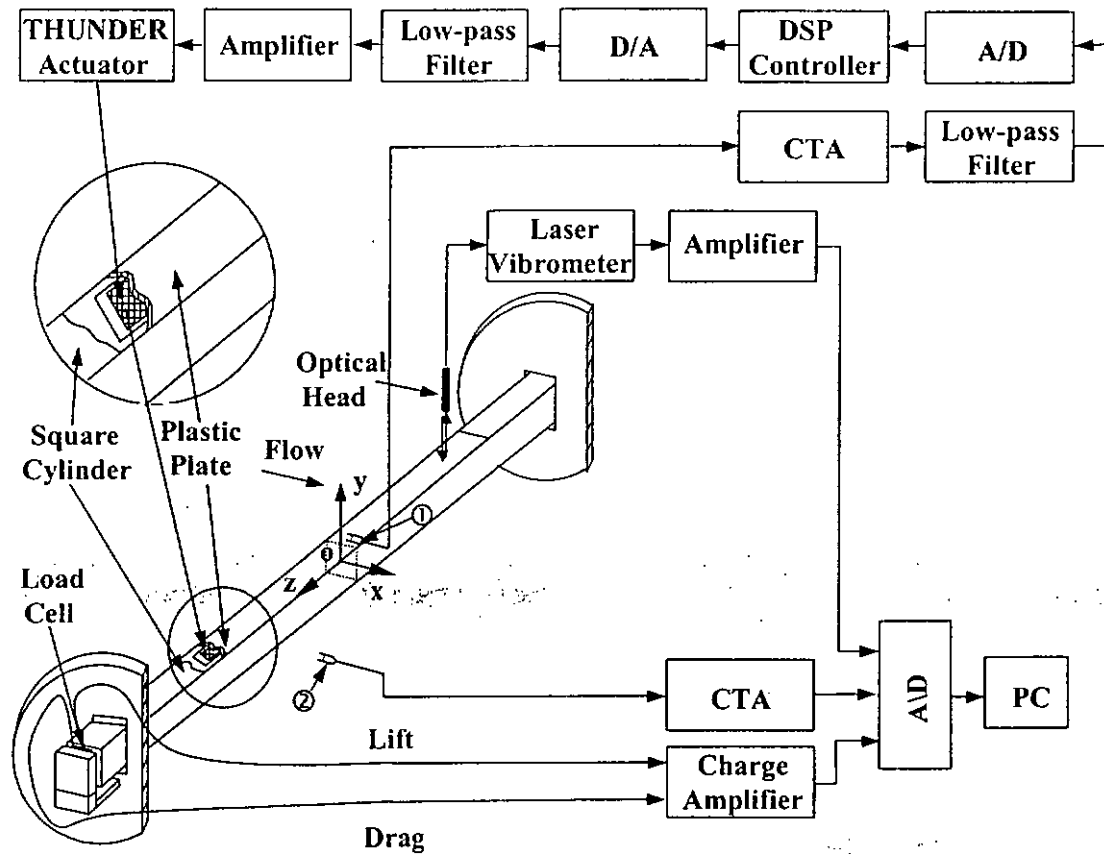 THUNDER
Actuator
Amplifier
Low-pass
Filter
D/A
DSP
Controller
A/D
CTA
Low-pass
Filter
Laser
Vibrometer
Amplifier
Optical
Head
Square
Cylinder
Plastic
Plate
Flow
y
①
o
z
x
Load
Cell
②
CTA
A\D
PC
Lift
Charge
Amplifier
Drag